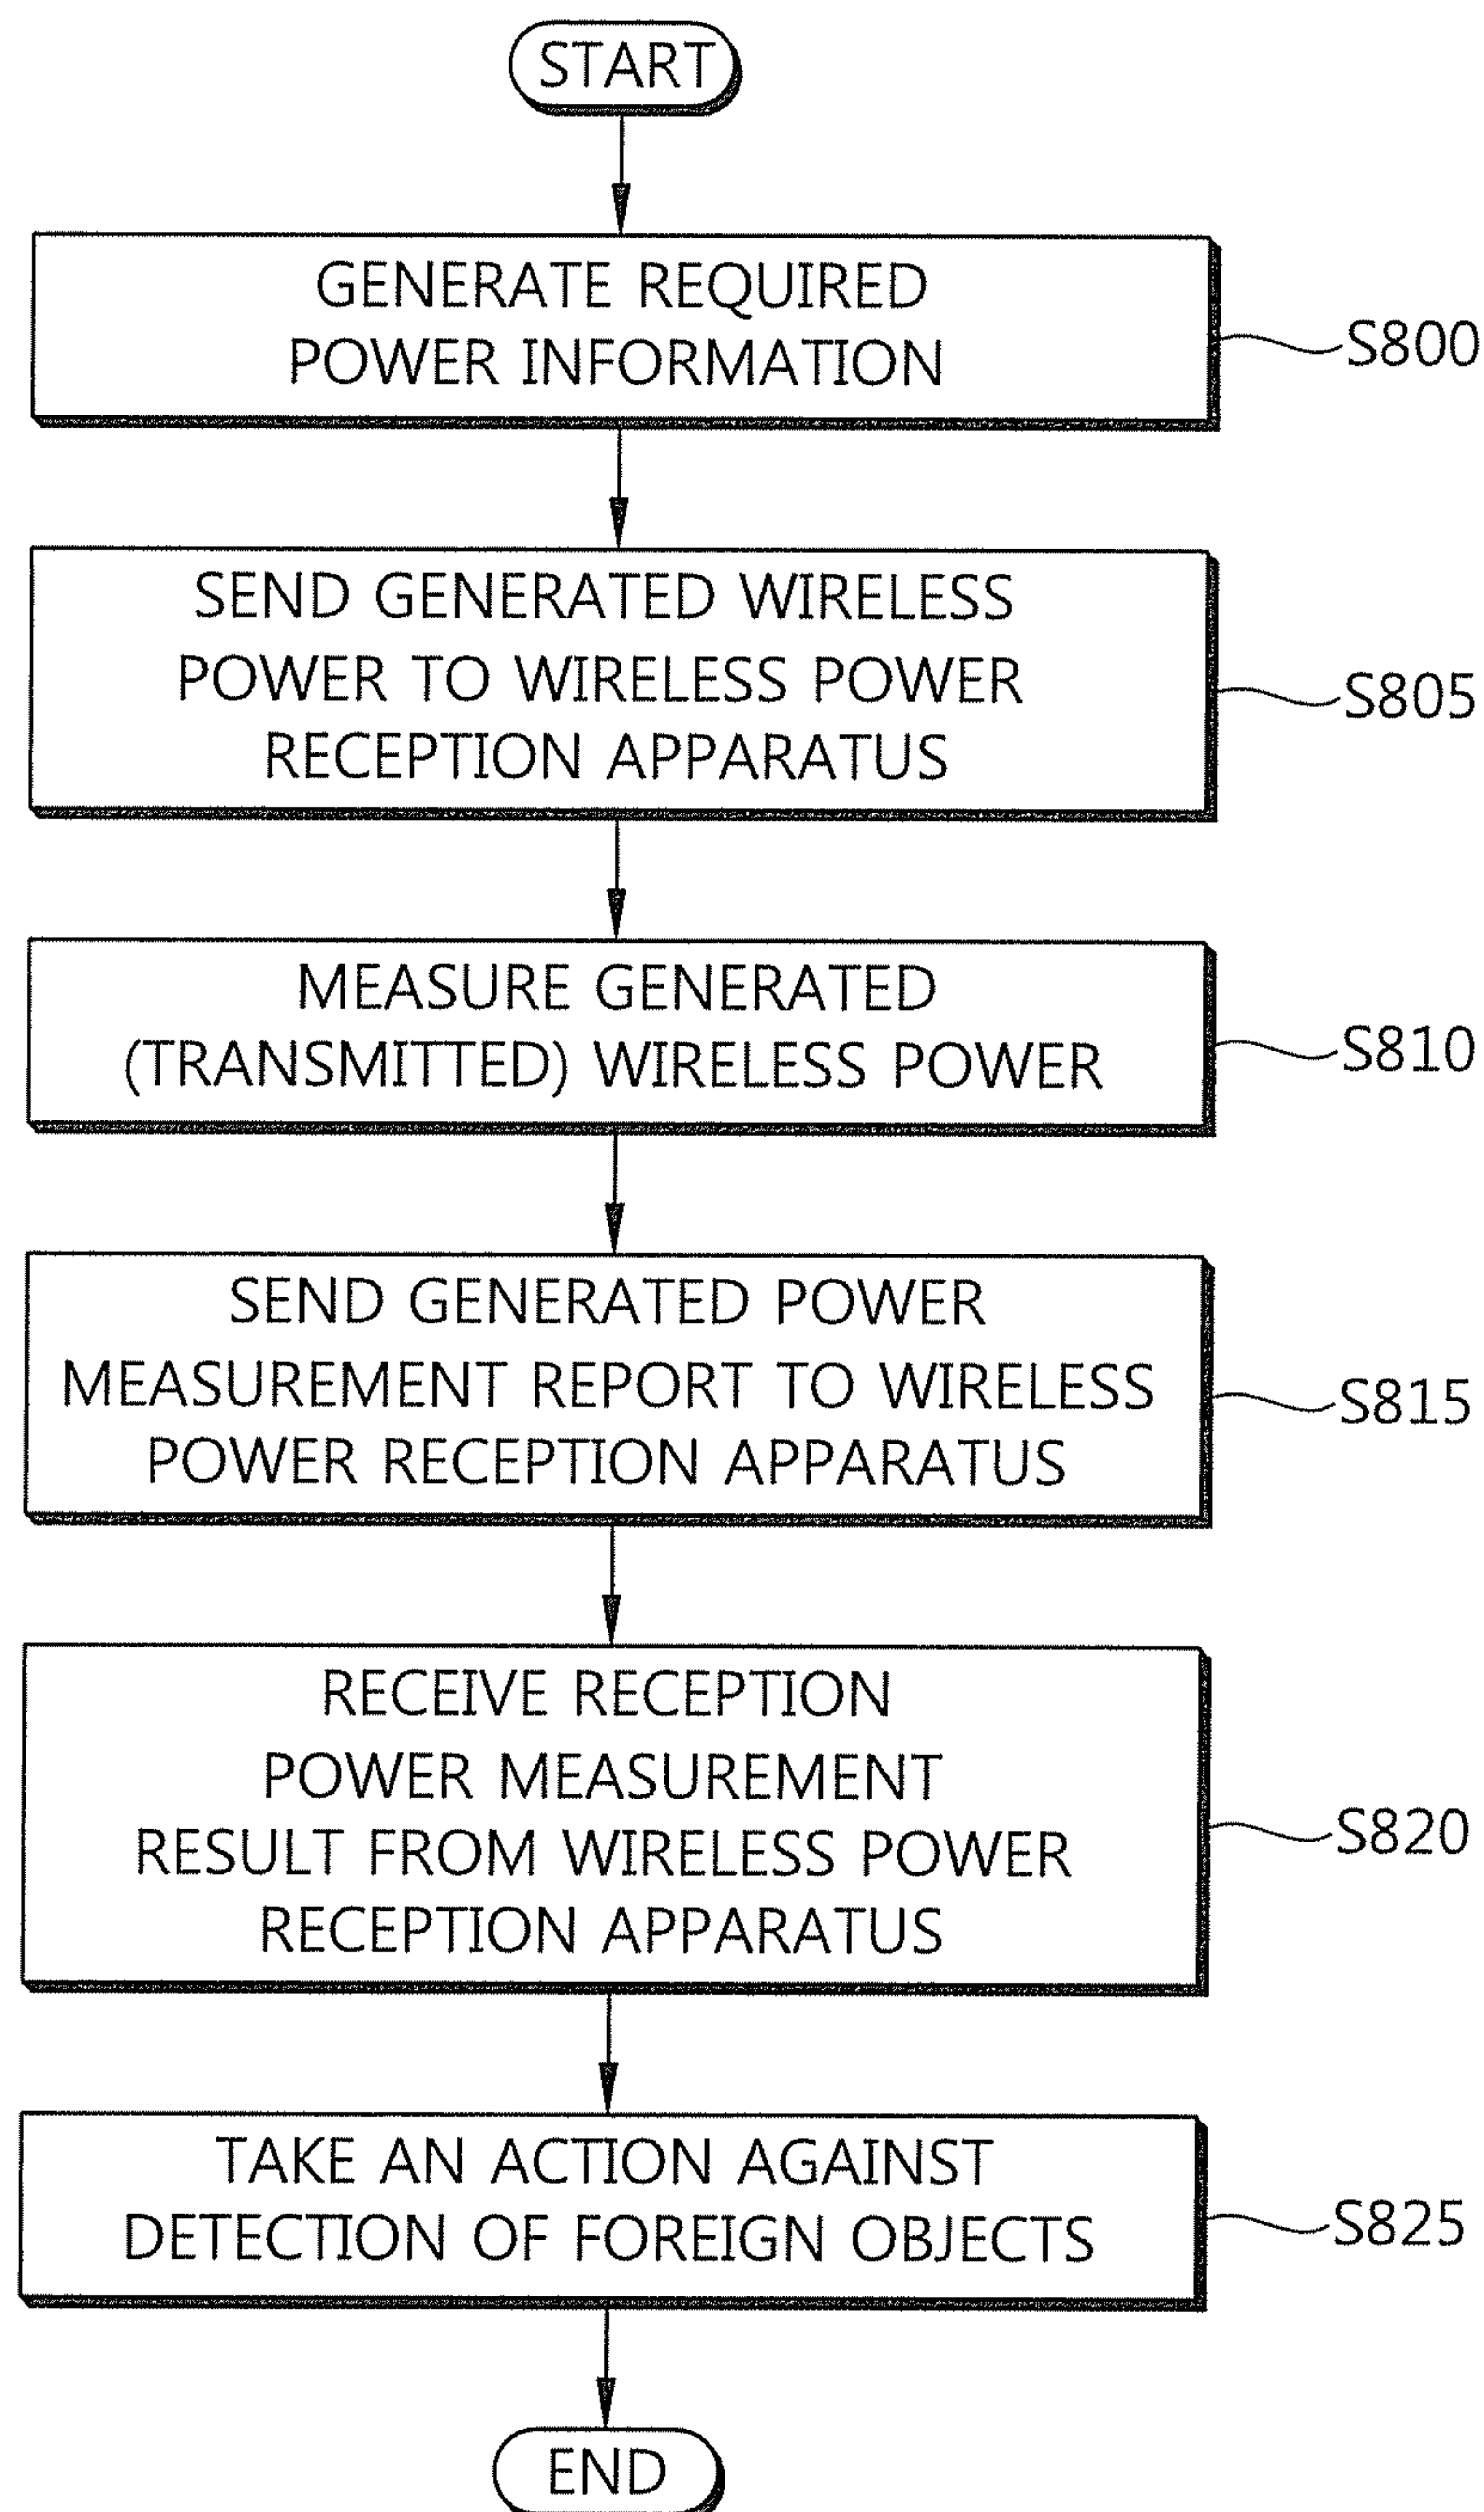 START
GENERATE REQUIRED
POWER INFORMATION
S800
SEND GENERATED WIRELESS
POWER TO WIRELESS POWER
RECEPTION APPARATUS
S805
MEASURE GENERATED
(TRANSMITTED) WIRELESS POWER
S810
SEND GENERATED POWER
MEASUREMENT REPORT TO WIRELESS
POWER RECEPTION APPARATUS
S815
RECEIVE RECEPTION
POWER MEASUREMENT
RESULT FROM WIRELESS POWER
RECEPTION APPARATUS
S820
TAKE AN ACTION AGAINST
DETECTION OF FOREIGN OBJECTS
S825
END